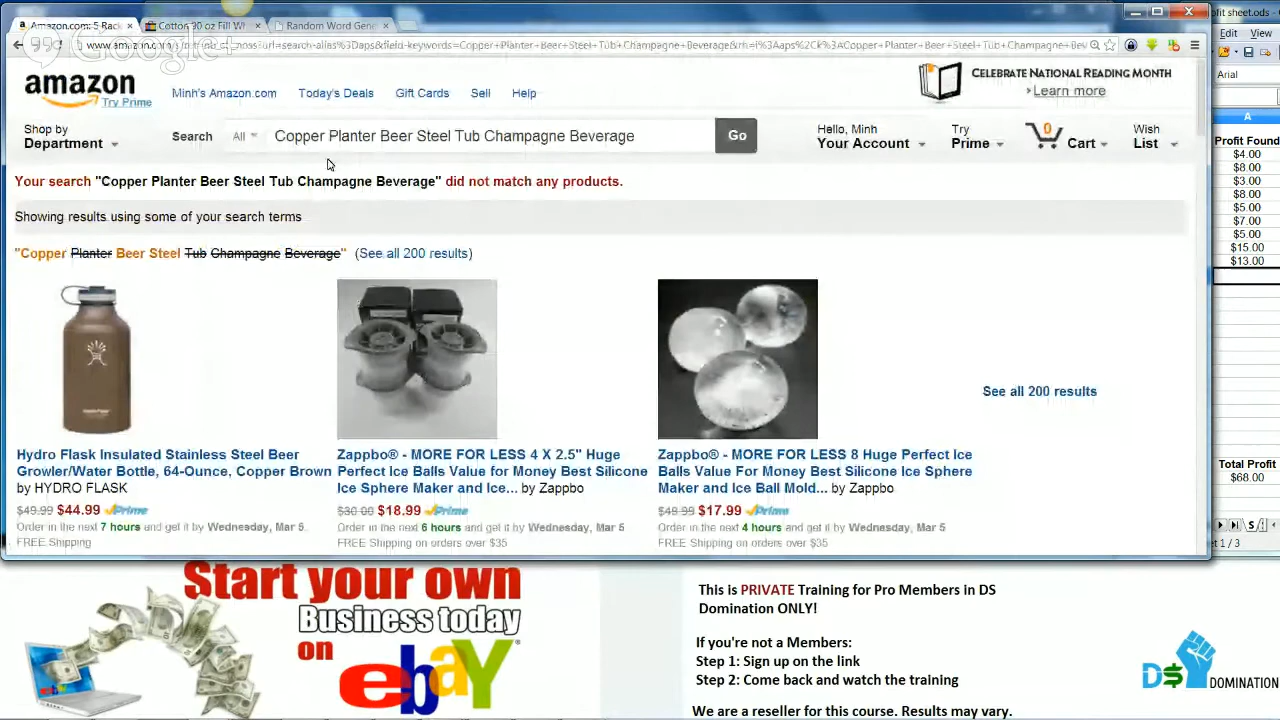 Amazon.com: 5 Rack
Cotton 90 oz Fill Wh
Random Word Gene
ofit sheet.ods -
Edit View
Google+
amazon
Try Prime
Minh's Amazon.com
Today's Deals
Gift Cards
Sell
Help
CELEBRATE NATIONAL READING MONTH
›Learn more
Arial
A
Shop by
Department
Search
All
Copper Planter Beer Steel Tub Champagne Beverage
Go
Hello, Minh
Your Account
Try
Prime
0
Cart
Wish
List
Your search "Copper Planter Beer Steel Tub Champagne Beverage" did not match any products.
Showing results using some of your search terms
"Copper Planter Beer Steel Tub Champagne Beverage" (See all 200 results)
See all 200 results
Hydro Flask Insulated Stainless Steel Beer
Growler/Water Bottle, 64-Ounce, Copper Brown
by HYDRO FLASK
$49.99 $44.99 Prime
Order in the next 7 hours and get it by Wednesday, Mar 5.
FREE Shipping
Zappbo® - MORE FOR LESS 4 X 2.5" Huge
Perfect Ice Balls Value for Money Best Silicone
Ice Sphere Maker and Ice... by Zappbo
$30.00 $18.99 Prime
Order in the next 6 hours and get it by Wednesday, Mar 5
FREE Shipping on orders over $35
Zappbo® - MORE FOR LESS 8 Huge Perfect Ice
Balls Value For Money Best Silicone Ice Sphere
Maker and Ice Ball Mold... by Zappbo
$48.99 $17.99 Prime
Order in the next 4 hours and get it by Wednesday, Mar 5
FREE Shipping on orders over $35
Profit Found
$4.00
$8.00
$3.00
$8.00
$5.00
$7.00
$5.00
$15.00
$13.00
Total Profit
$68.00
et 1 / 3
Start your own
Business today
on
ebay
This is PRIVATE Training for Pro Members in DS
Domination ONLY!
If you're not a Members:
Step 1: Sign up on the link
Step 2: Come back and watch the training
We are a reseller for this course. Results may vary.
D$
DOMINATION